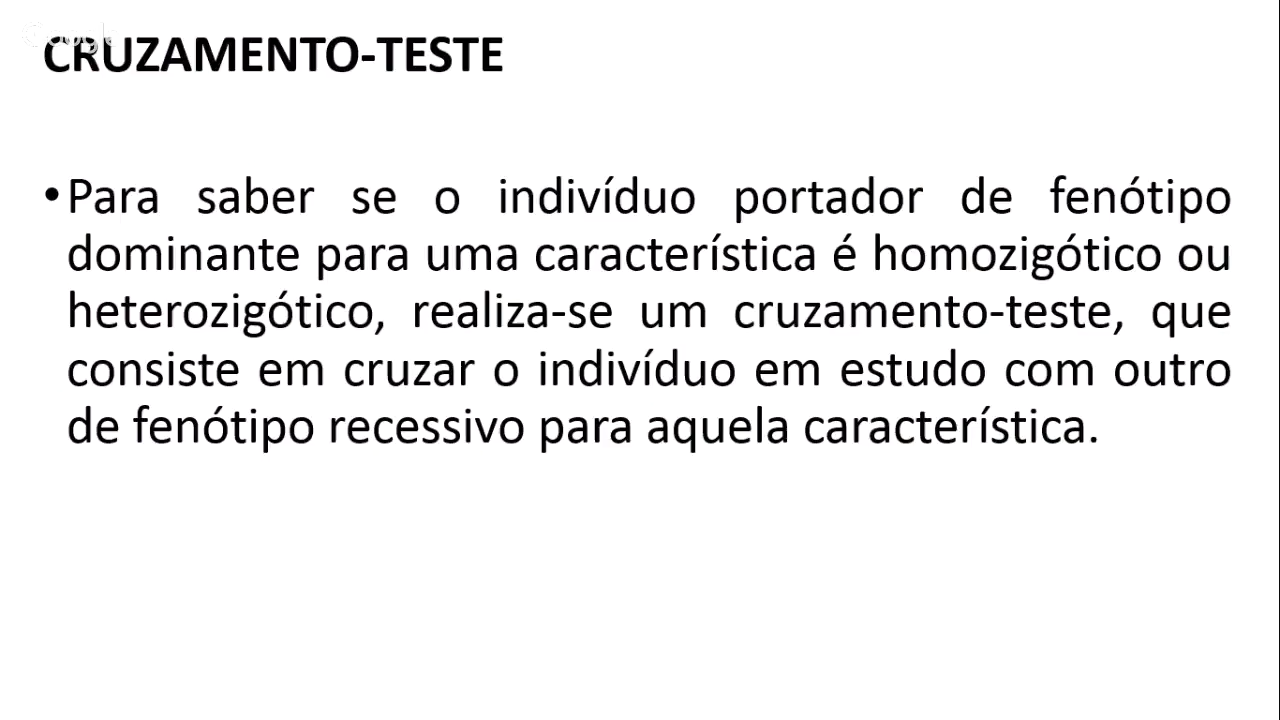 Google
CRUZAMENTO-TESTE
•Para saber se o indivíduo portador de fenótipo
dominante para uma característica é homozigótico ou
heterozigótico, realiza-se um cruzamento-teste, que
consiste em cruzar o indivíduo em estudo com outro
de fenótipo recessivo para aquela característica.